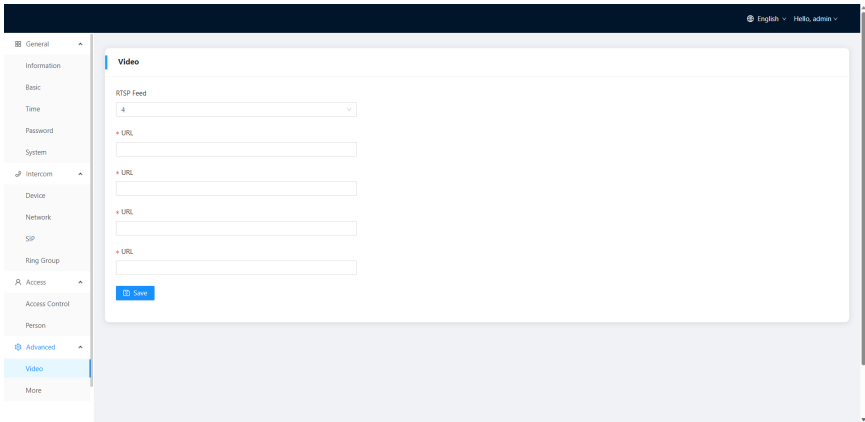 English
Hello, admin
General
Information
Basic
Time
Password
System
Intercom
Device
Network
SIP
Ring Group
Access
Access Control
Person
Advanced
Video
More
Video
RTSP Feed
4
* URL
* URL
* URL
* URL
Save